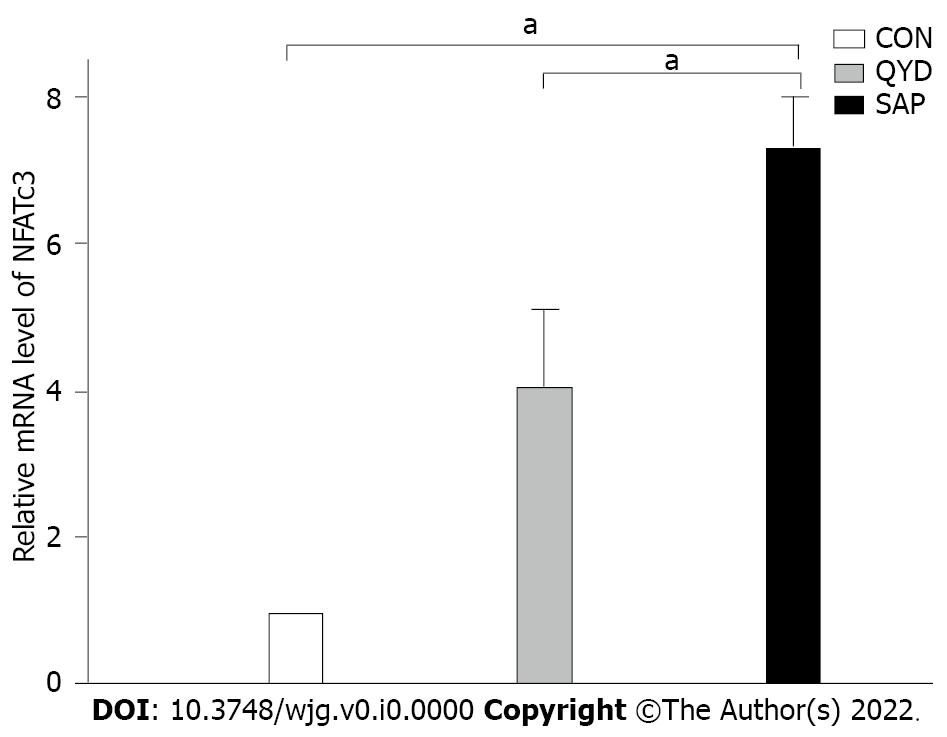 a
a
CON
QYD
SAP
8
6
4
2
0
Relative mRNA level of NFATc3
DOI: 10.3748/wjg.v0.i0.0000 Copyright ©The Author(s) 2022.